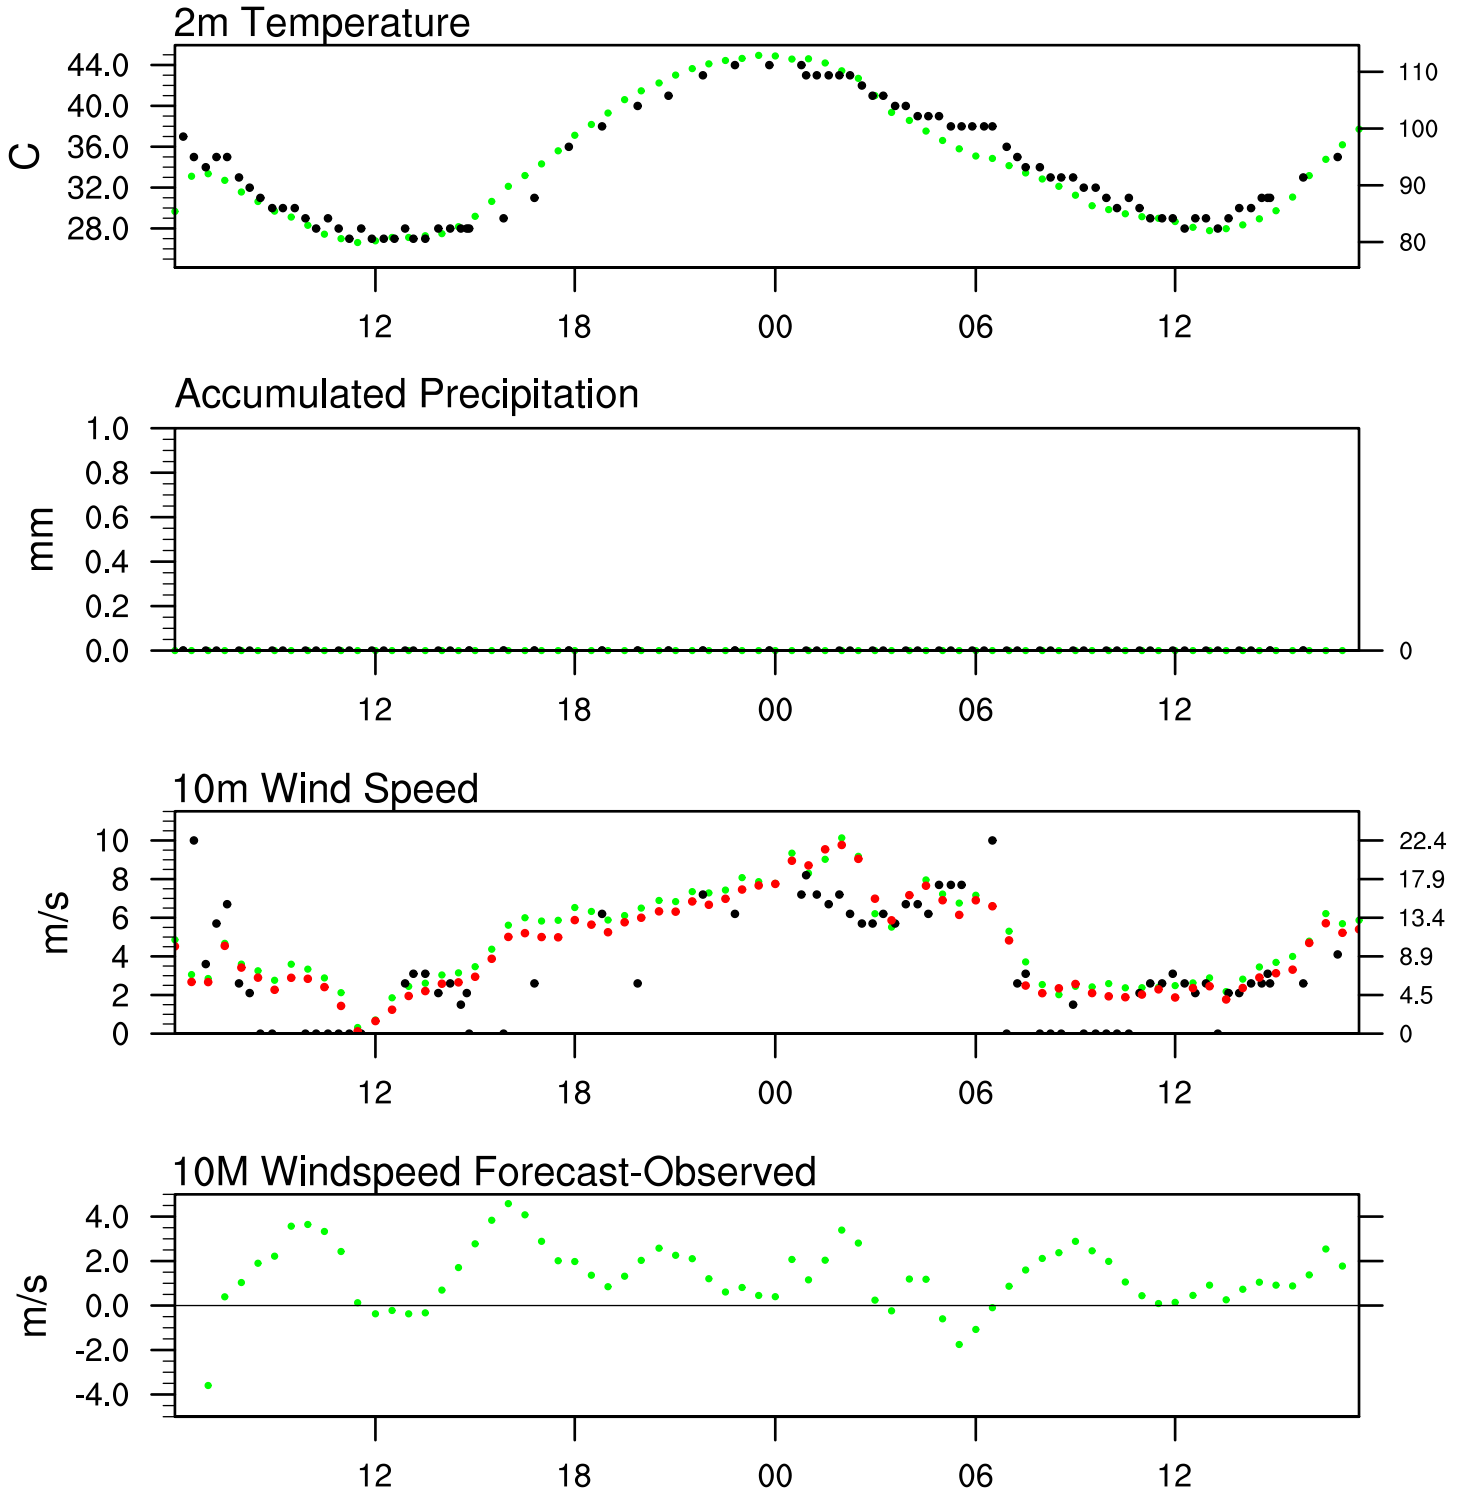 2m Temperature
44.0
40.0
36.0
32.0
28.0
C
110
100
90
80
12 18 00 06 12
Accumulated Precipitation
1.0
0.8
0.6
0.4
0.2
0.0
mm
0
12 18 00 06 12
10m Wind Speed
10
8
6
4
2
0
m/s
22.4
17.9
13.4
8.9
4.5
0
12 18 00 06 12
10M Windspeed Forecast-Observed
4.0
2.0
0.0
-2.0
-4.0
m/s
12 18 00 06 12